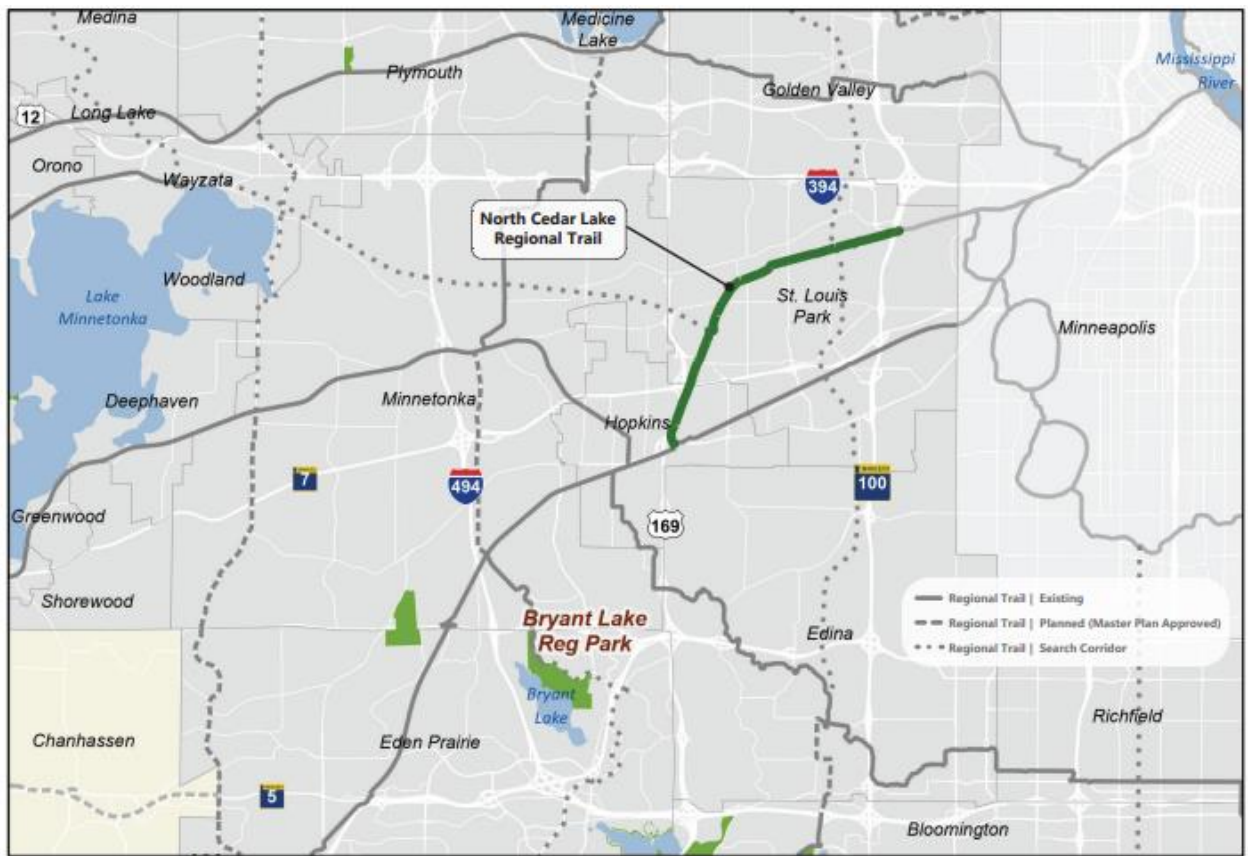 Medina
Medicine
Lake
Mississippi
River
Plymouth
Golden Valley
12
Long Lake
Orono
Wayzata
394
North Cedar Lake
Regional Trail
Woodland
Lake
Minnetonka
St. Louis
Park
Minneapolis
Deephaven
Minnetonka
Hopkins
7
494
100
Greenwood
169
Shorewood
Regional Trail | Existing
Regional Trail | Planned (Master Plan Approved)
Regional Trail | Search Corridor
Bryant Lake
Reg Park
Edina
Bryant
Lake
Richfield
Chanhassen
Eden Prairie
5
Bloomington